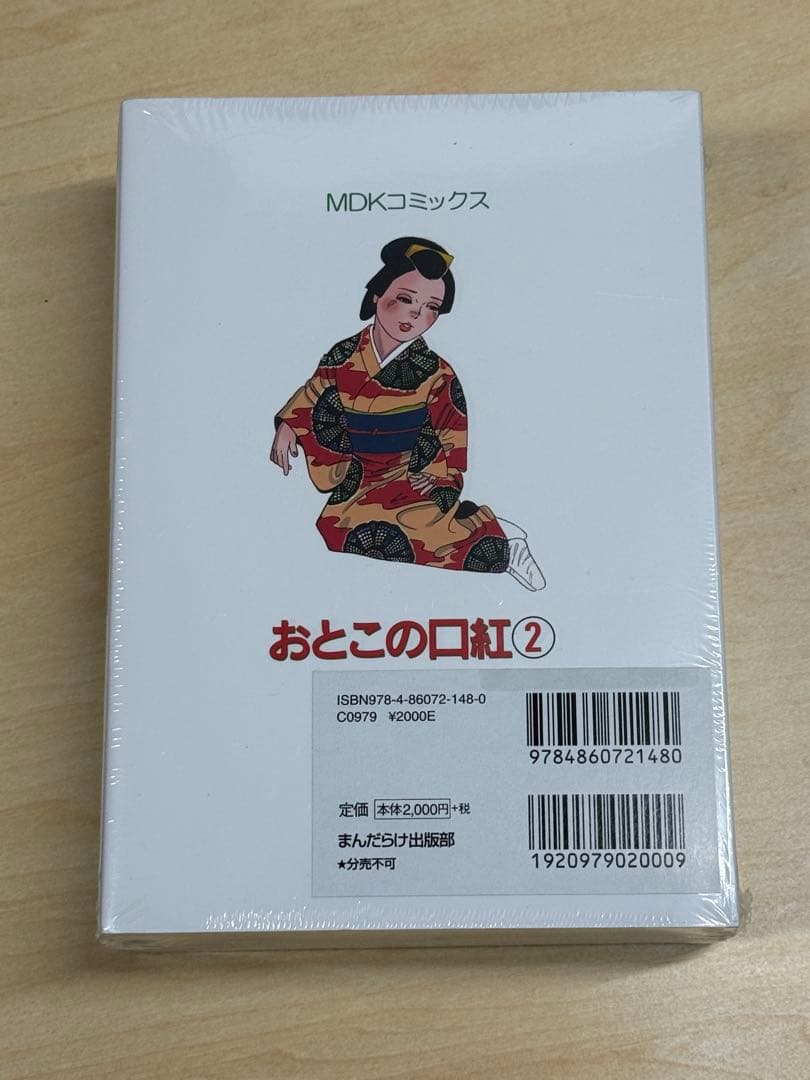 MDKコミックス
おとこの口紅②
ISBN978-4-86072-148-0
C0979 ¥2000E
9784860721480
定価 本体2,000円+税
まんだらけ出版部
★分売不可
1920979020009